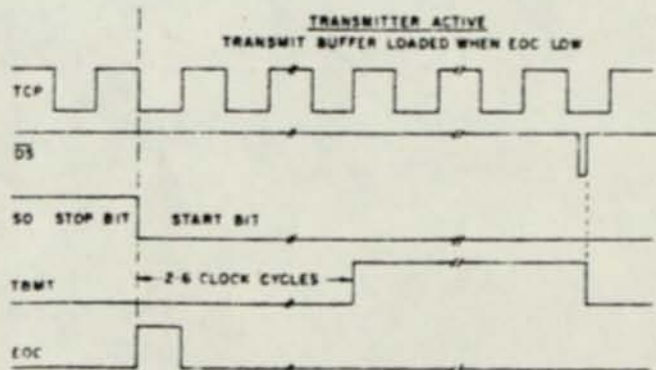 TRANSMITTER ACTIVE
TRANSMIT BUFFER LOADED WHEN EOC LOW
TCP
DS
SO STOP BIT START BIT
TBMT 2-6 CLOCK CYCLES
EOC